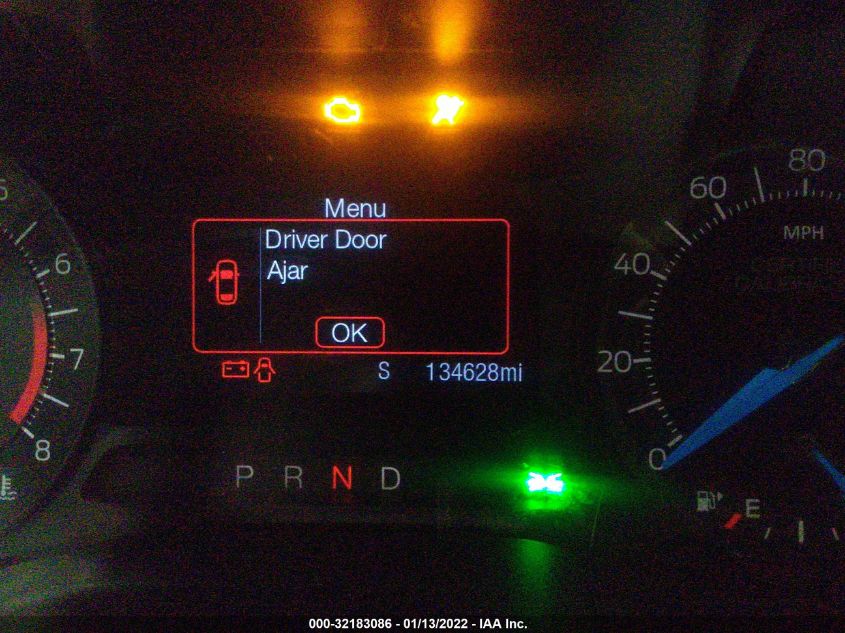 Menu
Driver Door
Ajar
OK
S 134628mi
P R N D
6
7
8
80
60
MPH
40
20
0
E
000-32183086 - 01/13/2022 - IAA Inc.